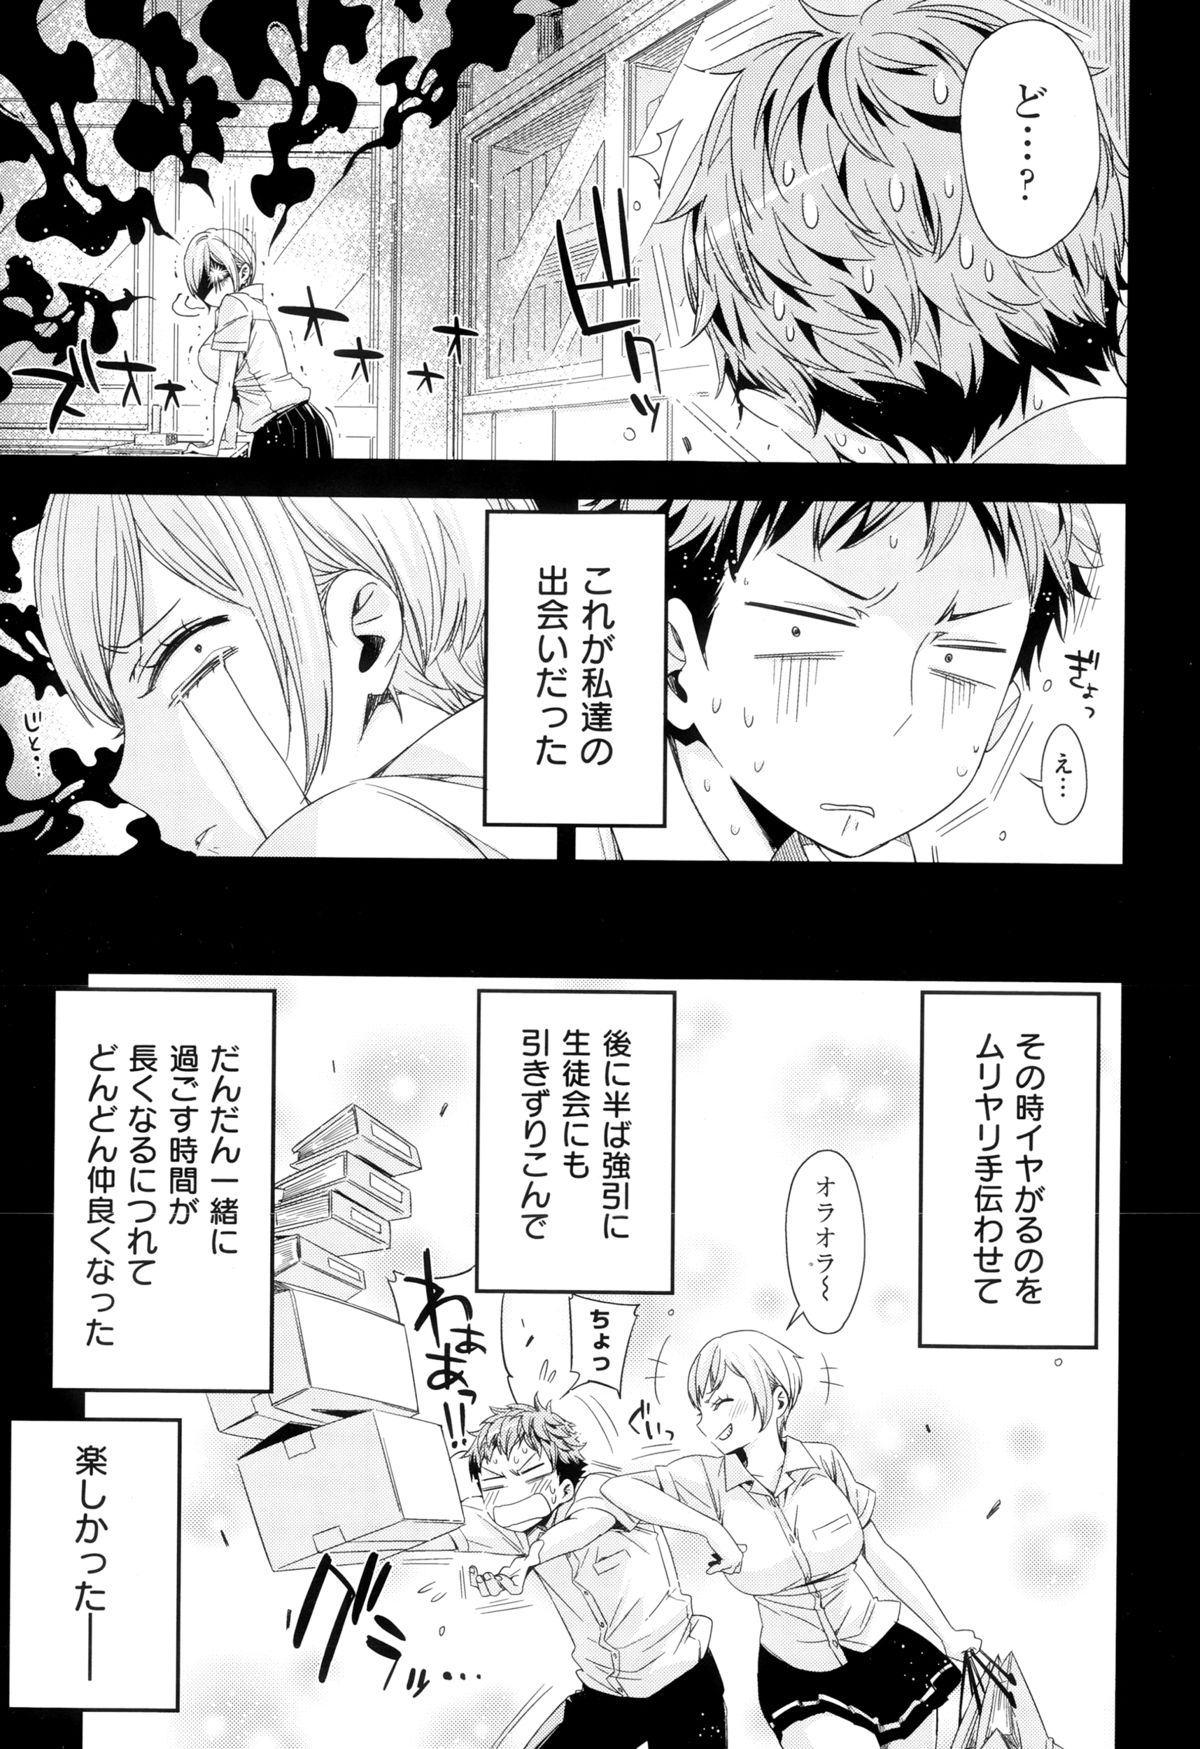 ど…?
ビクッ
ズオオオオ
ぎょっ
え…
これが私達の
出会いだった
じと…
その時イヤがるのを
ムリヤリ手伝わせて
後に半ば強引に
生徒会にも
引きずりこんで
だんだん一緒に
過ごす時間が
長くなるにつれて
どんどん仲良くなった
オラオラ〜
ぐいっ
ちょっ
わぁぁあっ!!
グラ…
楽しかった――